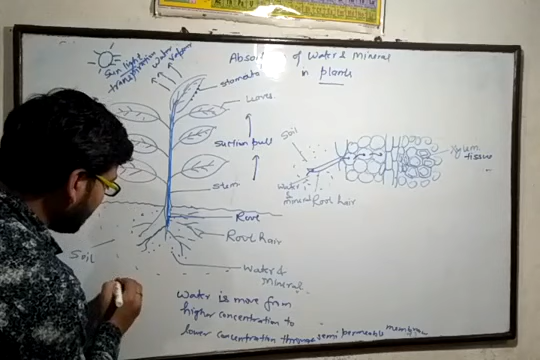 Absorption of Water & Mineral
in Plants
Sun light
transpiration
Water
vapour
stomata
Leaves
suction pull
stem
Root
Root hair
Water &
Mineral
Soil
Soil
Water
&
mineral
Root hair
xylem
tissue
Water is move from
higher concentration to
lower concentration through semi permeable membrane